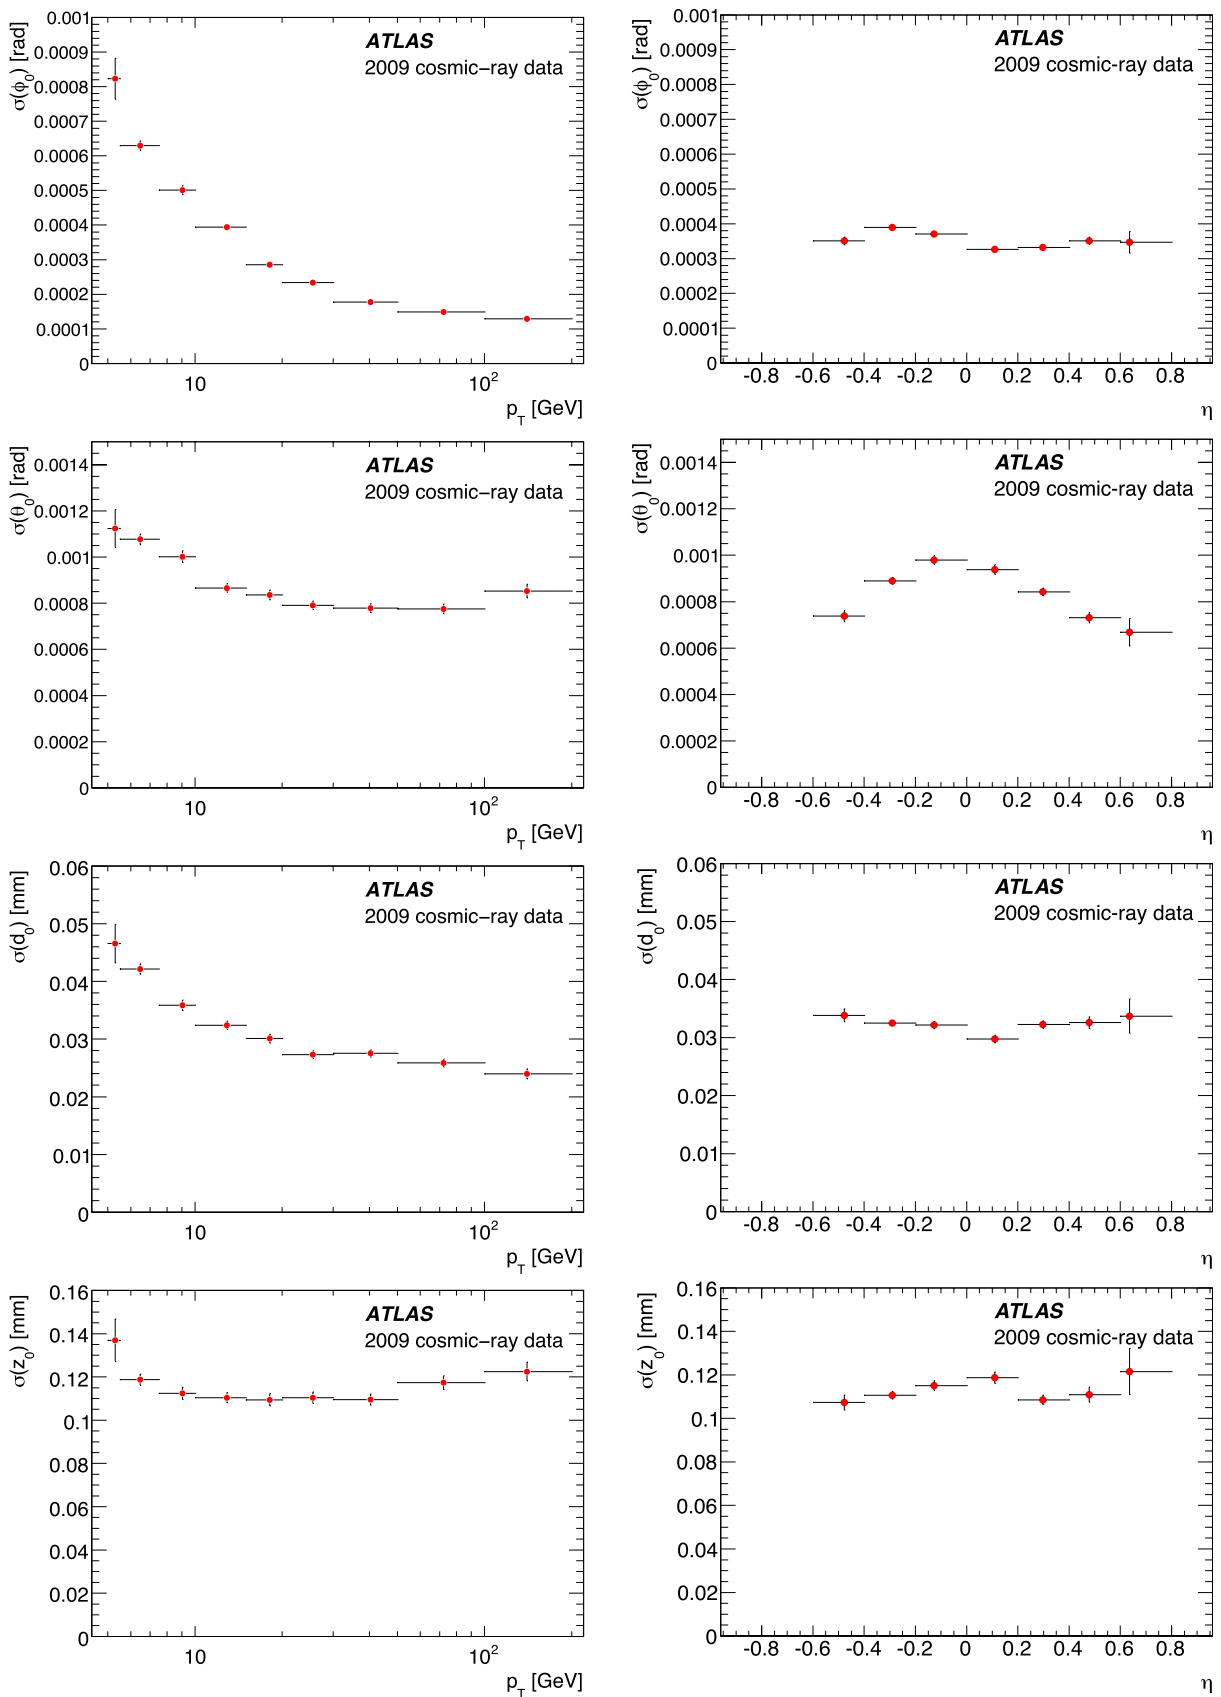 σ(ϕ0) [rad]
0.001
0.0009
0.0008
0.0007
0.0006
0.0005
0.0004
0.0003
0.0002
0.0001
0
ATLAS
2009 cosmic−ray data
10
10²
pT [GeV]
σ(ϕ0) [rad]
0.001
0.0009
0.0008
0.0007
0.0006
0.0005
0.0004
0.0003
0.0002
0.0001
0
ATLAS
2009 cosmic-ray data
-0.8 -0.6 -0.4 -0.2 0 0.2 0.4 0.6 0.8
η
σ(θ0) [rad]
0.0014
0.0012
0.001
0.0008
0.0006
0.0004
0.0002
0
ATLAS
2009 cosmic−ray data
10
10²
pT [GeV]
σ(θ0) [rad]
0.0014
0.0012
0.001
0.0008
0.0006
0.0004
0.0002
0
ATLAS
2009 cosmic-ray data
-0.8 -0.6 -0.4 -0.2 0 0.2 0.4 0.6 0.8
η
σ(d0) [mm]
0.06
0.05
0.04
0.03
0.02
0.01
0
ATLAS
2009 cosmic−ray data
10
10²
pT [GeV]
σ(d0) [mm]
0.06
0.05
0.04
0.03
0.02
0.01
0
ATLAS
2009 cosmic-ray data
-0.8 -0.6 -0.4 -0.2 0 0.2 0.4 0.6 0.8
η
σ(z0) [mm]
0.16
0.14
0.12
0.1
0.08
0.06
0.04
0.02
0
ATLAS
2009 cosmic−ray data
10
10²
pT [GeV]
σ(z0) [mm]
0.16
0.14
0.12
0.1
0.08
0.06
0.04
0.02
0
ATLAS
2009 cosmic-ray data
-0.8 -0.6 -0.4 -0.2 0 0.2 0.4 0.6 0.8
η